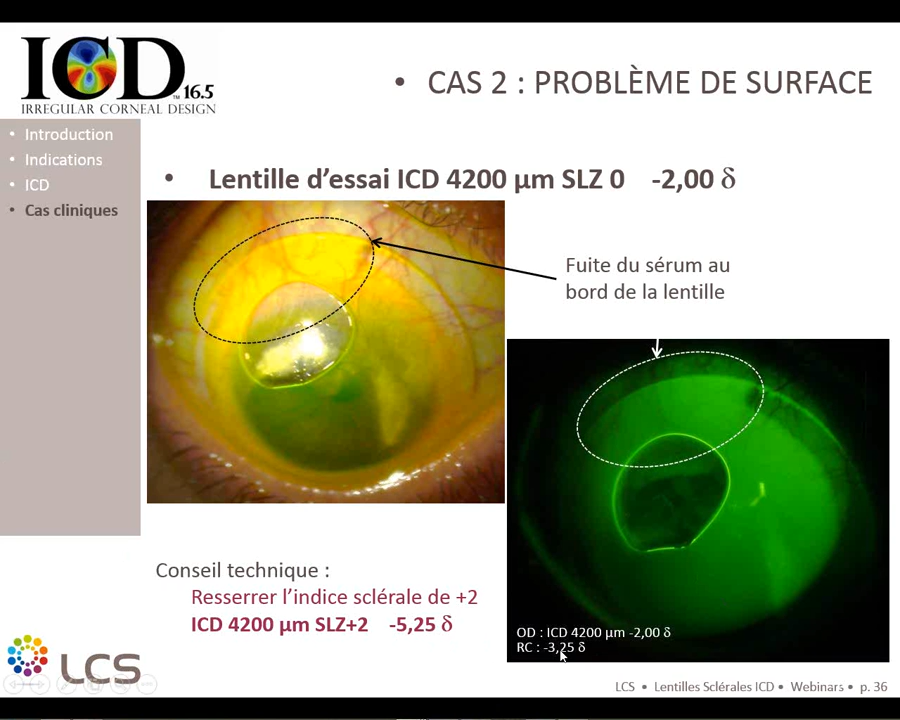 ICD™ 16.5
IRREGULAR CORNEAL DESIGN
• CAS 2 : PROBLÈME DE SURFACE
• Introduction
• Indications
• ICD
• Cas cliniques
• Lentille d’essai ICD 4200 µm SLZ 0 -2,00 δ
Fuite du sérum au
bord de la lentille
Conseil technique :
Resserrer l’indice sclérale de +2
ICD 4200 µm SLZ+2 -5,25 δ
OD : ICD 4200 µm -2,00 δ
RC : -3,25 δ
LCS
LCS • Lentilles Sclérales ICD • Webinars • p. 36